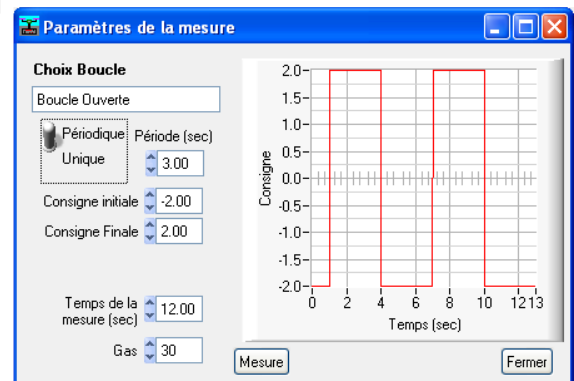 Paramètres de la mesure
Choix Boucle
Boucle Ouverte
Périodique
Unique
Période (sec)
3.00
Consigne initiale -2.00
Consigne Finale 2.00
Temps de la mesure (sec) 12.00
Gas 30
Consigne
2.0
1.5
1.0
0.5
0.0
-0.5
-1.0
-1.5
-2.0
0 2 4 6 8 10 12 13
Temps (sec)
Mesure
Fermer